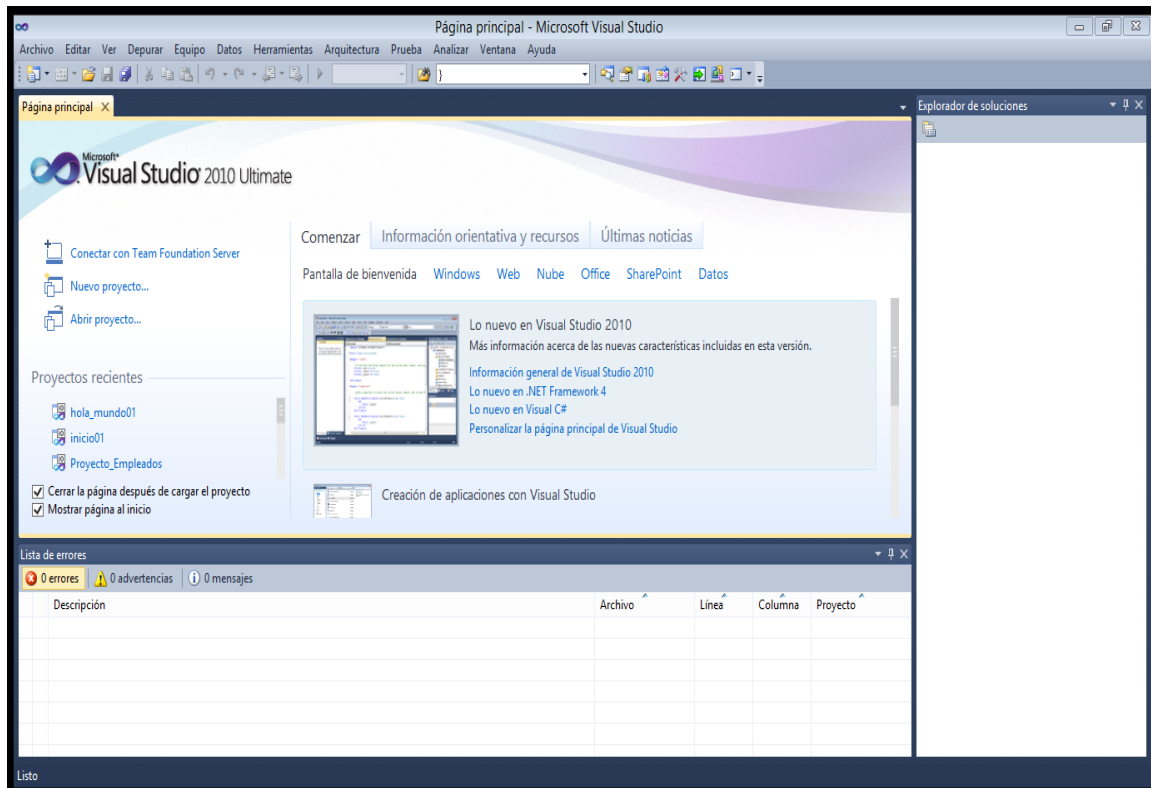 Página principal - Microsoft Visual Studio
Archivo Editar Ver Depurar Equipo Datos Herramientas Arquitectura Prueba Analizar Ventana Ayuda
}
Página principal
Explorador de soluciones
Microsoft
Visual Studio 2010 Ultimate
Conectar con Team Foundation Server
Nuevo proyecto...
Abrir proyecto...
Proyectos recientes
hola_mundo01
inicio01
Proyecto_Empleados
Cerrar la página después de cargar el proyecto
Mostrar página al inicio
Comenzar Información orientativa y recursos Últimas noticias
Pantalla de bienvenida Windows Web Nube Office SharePoint Datos
Lo nuevo en Visual Studio 2010
Más información acerca de las nuevas características incluidas en esta versión.
Información general de Visual Studio 2010
Lo nuevo en .NET Framework 4
Lo nuevo en Visual C#
Personalizar la página principal de Visual Studio
Creación de aplicaciones con Visual Studio
Lista de errores
0 errores 0 advertencias 0 mensajes
Descripción Archivo Línea Columna Proyecto
Listo